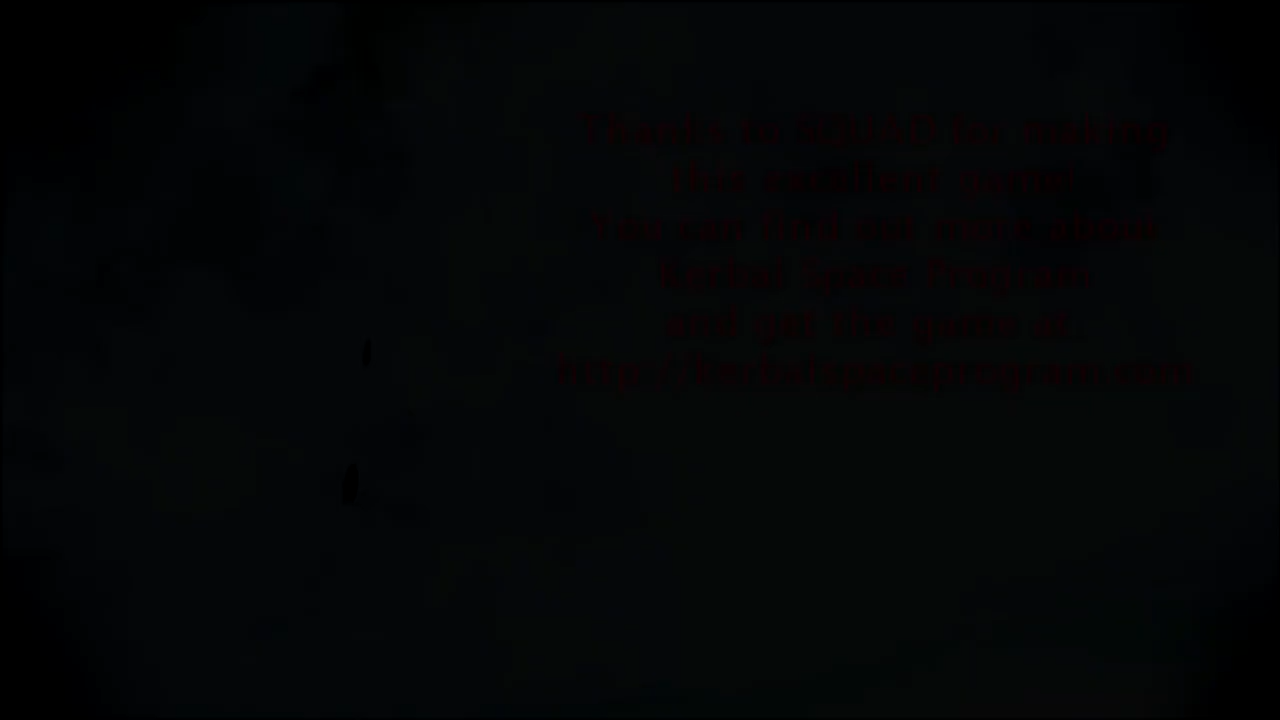 Thanks to SQUAD for making
this excellent game!
You can find out more about
Kerbal Space Program
and get the game at:
http://kerbalspaceprogram.com